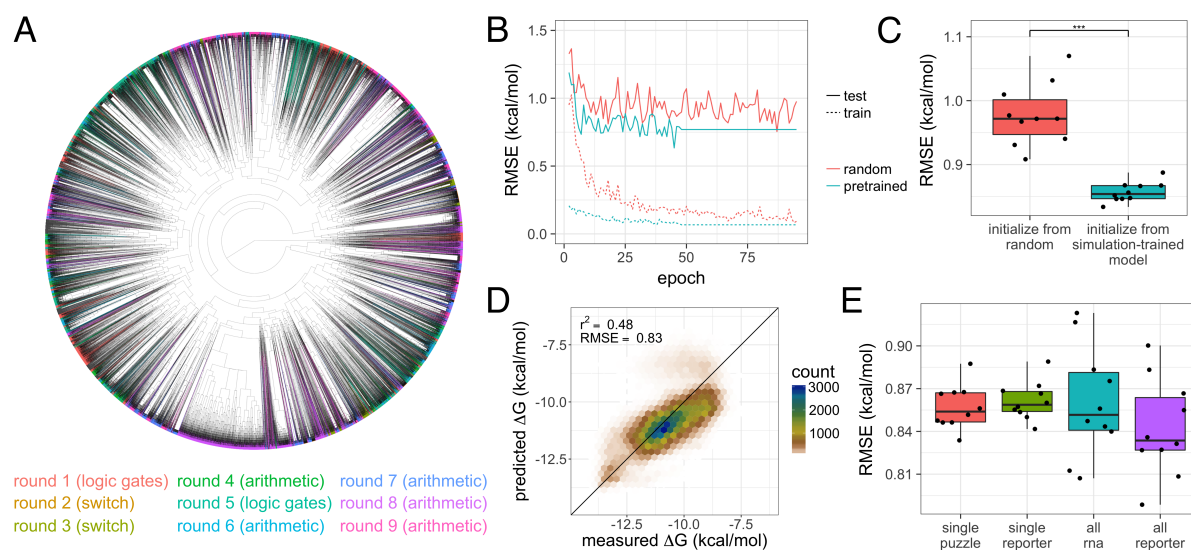 A
round 1 (logic gates) round 4 (arithmetic) round 7 (arithmetic)
round 2 (switch) round 5 (logic gates) round 8 (arithmetic)
round 3 (switch) round 6 (arithmetic) round 9 (arithmetic)
B
RMSE (kcal/mol)
1.5
1.0
0.5
0.0
0 25 50 75
epoch
test
train
random
pretrained
C
RMSE (kcal/mol)
1.1
1.0
0.9
***
initialize from initialize from
random simulation-trained
model
D
r² = 0.48
RMSE = 0.83
predicted ΔG (kcal/mol)
-7.5
-10.0
-12.5
-12.5 -10.0 -7.5
measured ΔG (kcal/mol)
count
3000
2000
1000
E
RMSE (kcal/mol)
0.90
0.87
0.84
0.81
single single all all
puzzle reporter rna reporter